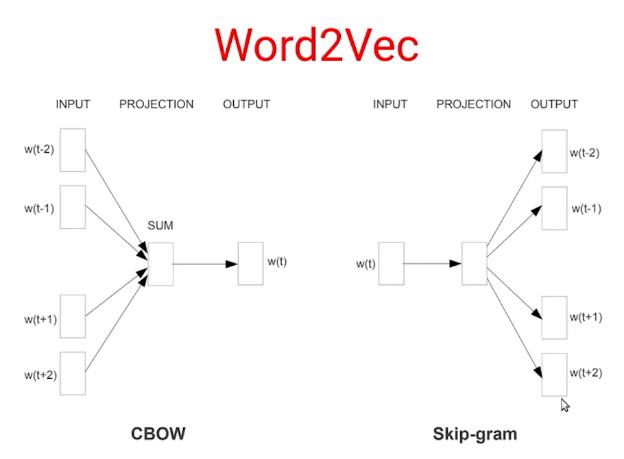 Word2Vec
INPUT PROJECTION OUTPUT
w(t-2)
w(t-1)
SUM
w(t)
w(t+1)
w(t+2)
CBOW
INPUT PROJECTION OUTPUT
w(t-2)
w(t-1)
w(t)
w(t+1)
w(t+2)
Skip-gram